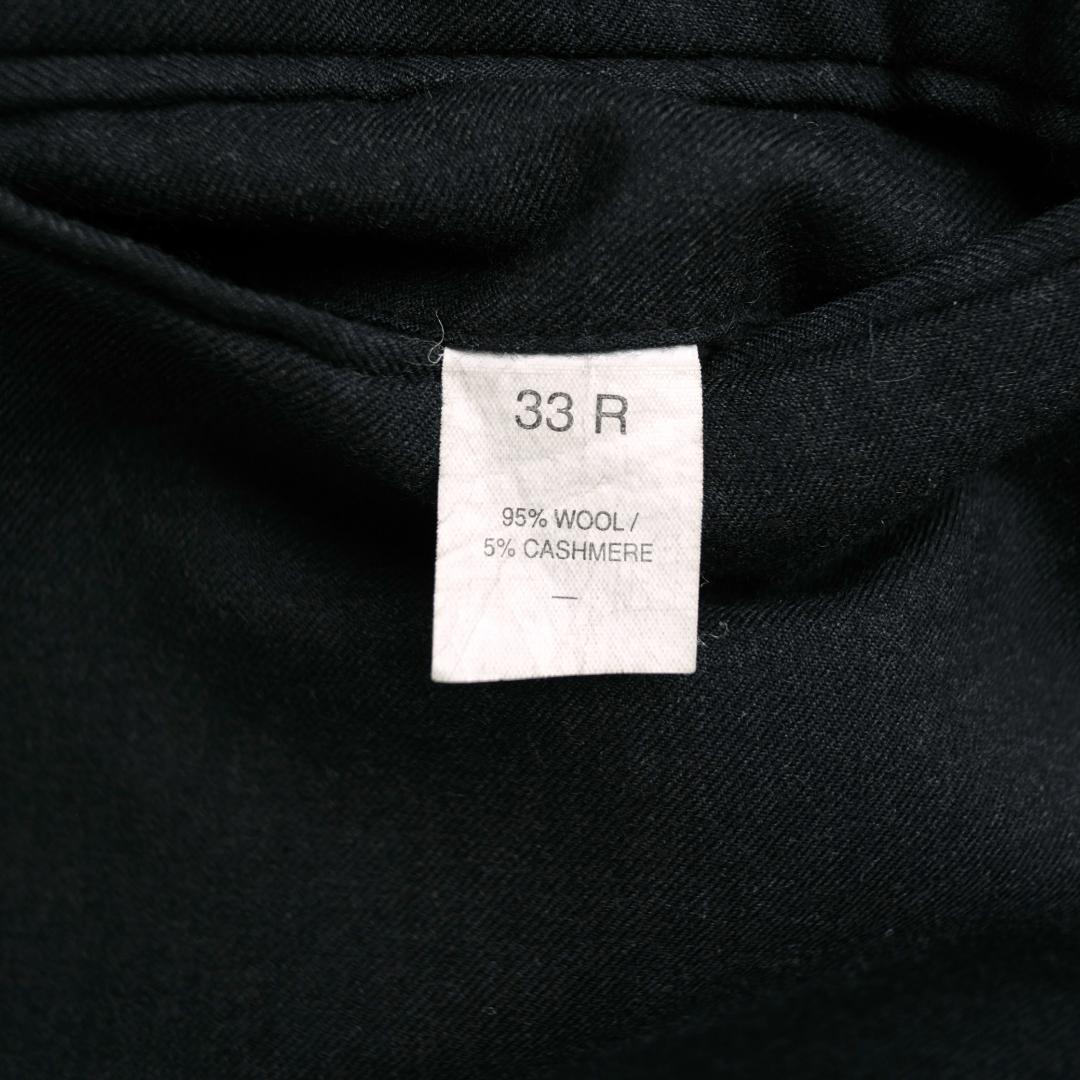 33 R
95% WOOL /
5% CASHMERE
—